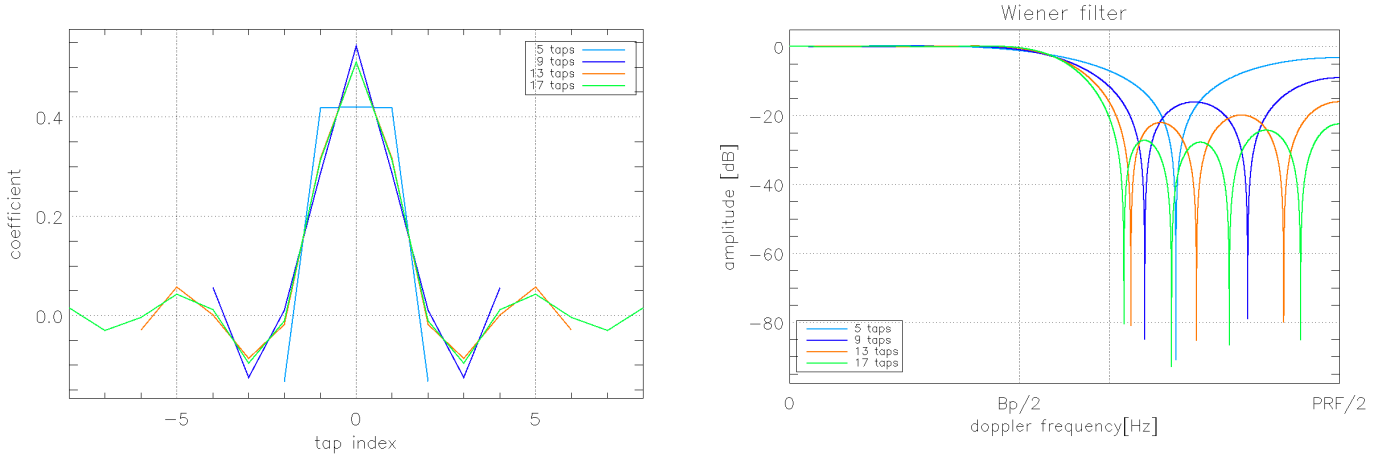 5 taps
9 taps
13 taps
17 taps
0.4
0.2
0.0
coefficient
−5
0
5
tap index
Wiener filter
0
−20
−40
−60
−80
amplitude [dB]
5 taps
9 taps
13 taps
17 taps
0
Bp/2
PRF/2
doppler frequency[Hz]